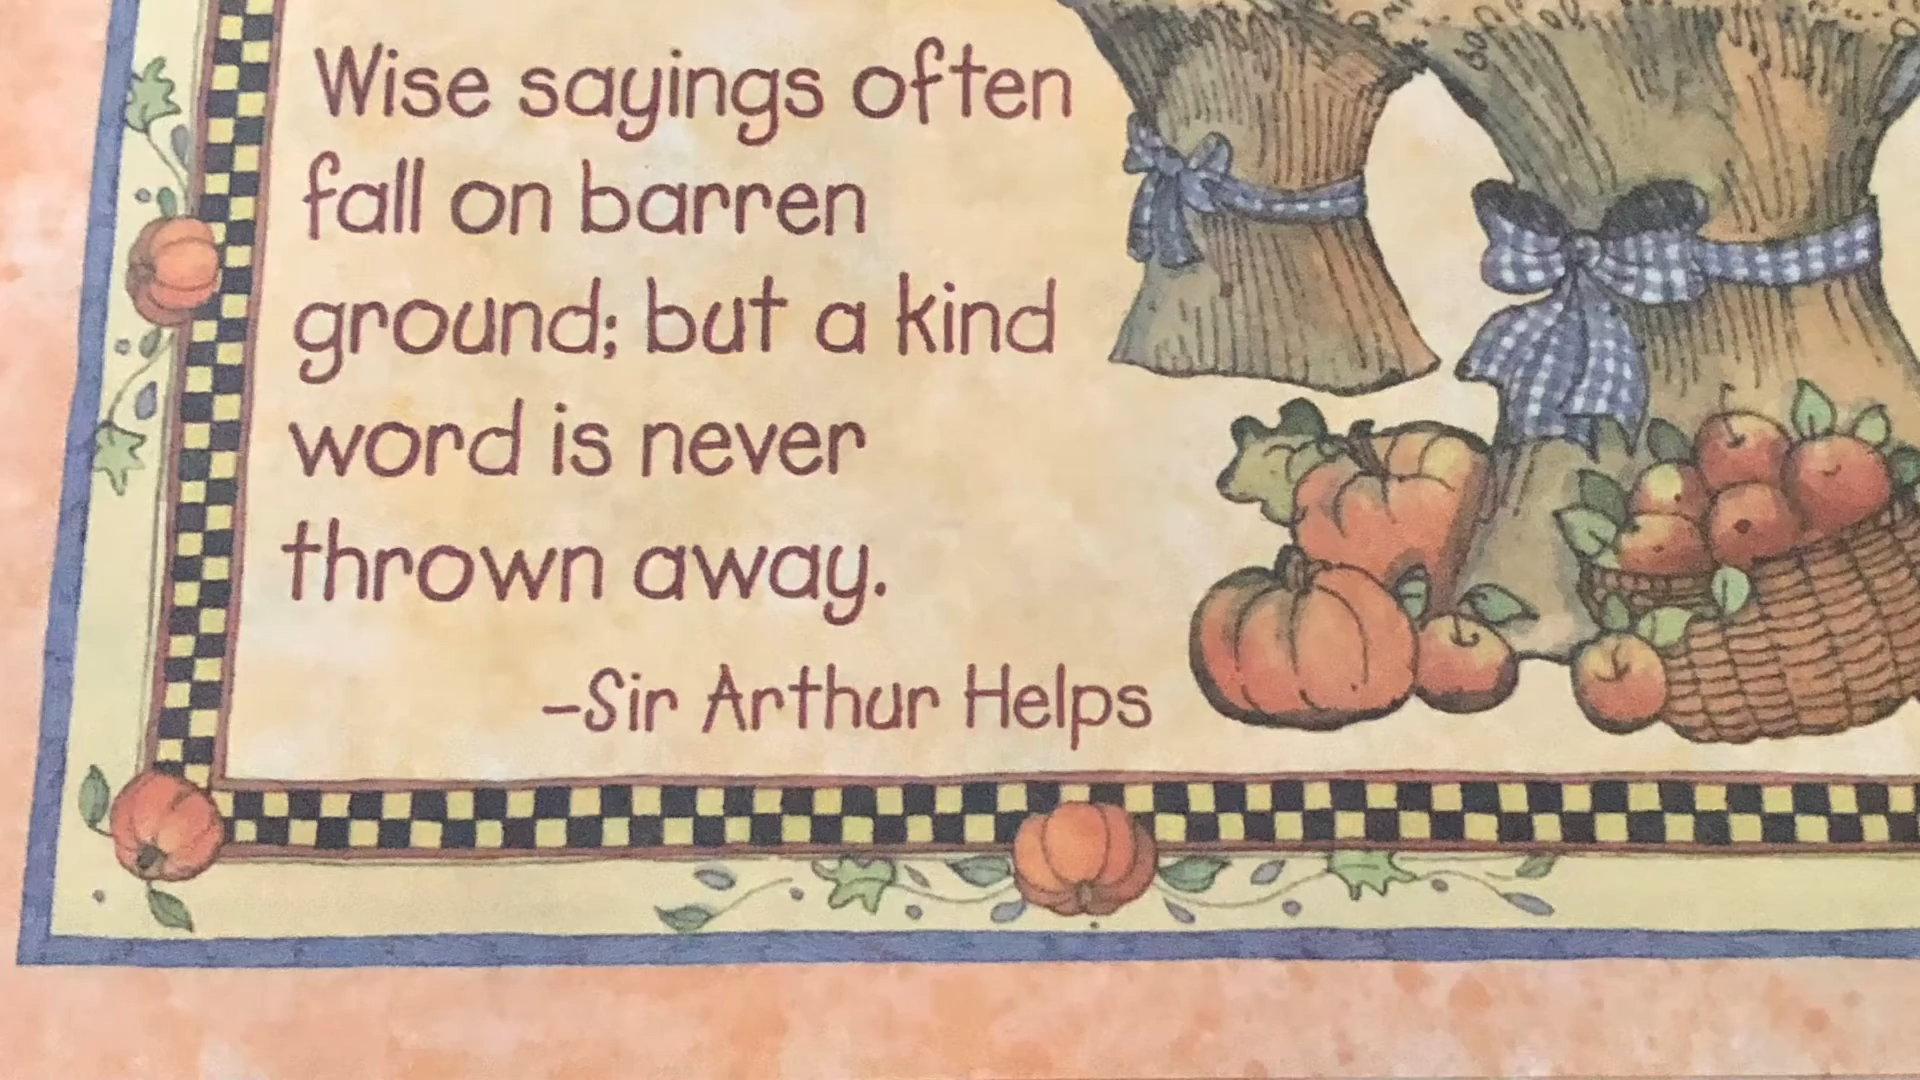 Wise sayings often
fall on barren
ground; but a kind
word is never
thrown away.
–Sir Arthur Helps